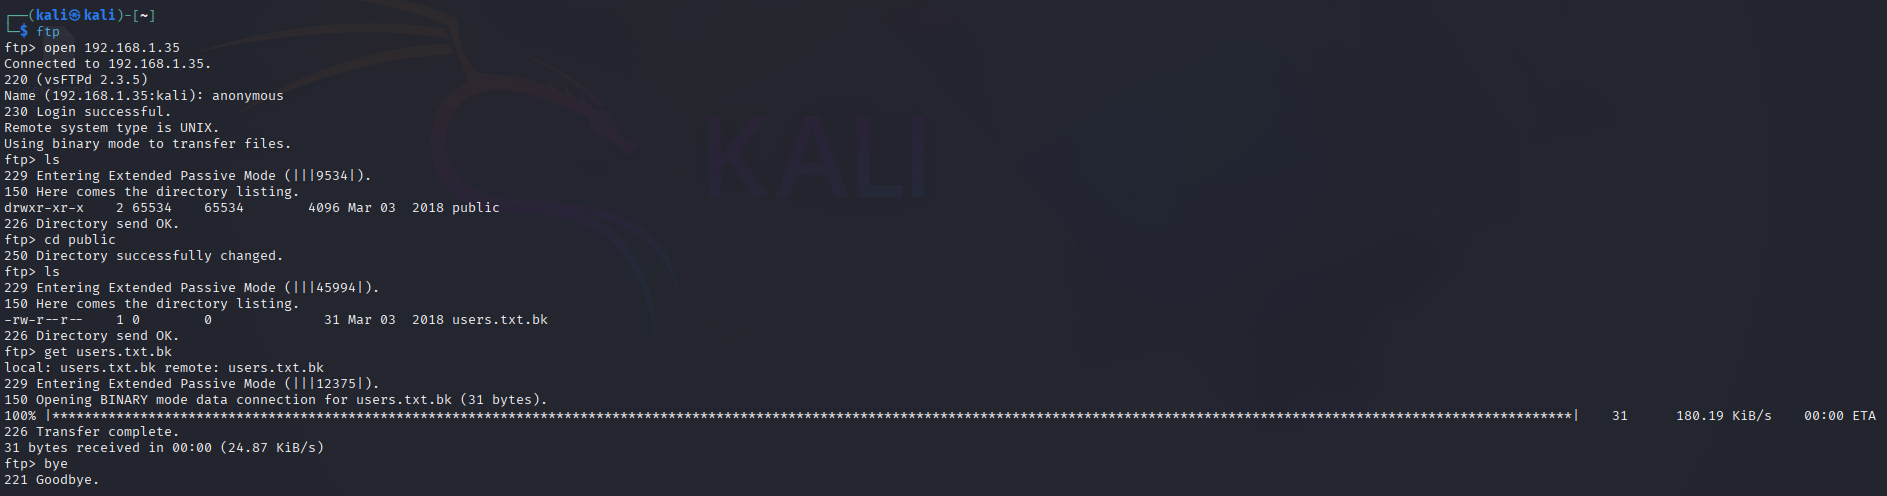 ┌──(kali㉿kali)-[~]
└─$ ftp
ftp> open 192.168.1.35
Connected to 192.168.1.35.
220 (vsFTPd 2.3.5)
Name (192.168.1.35:kali): anonymous
230 Login successful.
Remote system type is UNIX.
Using binary mode to transfer files.
ftp> ls
229 Entering Extended Passive Mode (|||9534|).
150 Here comes the directory listing.
drwxr-xr-x    2 65534    65534        4096 Mar 03  2018 public
226 Directory send OK.
ftp> cd public
250 Directory successfully changed.
ftp> ls
229 Entering Extended Passive Mode (|||45994|).
150 Here comes the directory listing.
-rw-r--r--    1 0        0              31 Mar 03  2018 users.txt.bk
226 Directory send OK.
ftp> get users.txt.bk
local: users.txt.bk remote: users.txt.bk
229 Entering Extended Passive Mode (|||12375|).
150 Opening BINARY mode data connection for users.txt.bk (31 bytes).
100% |**********************************************************************************************************************************************************************************************|    31      180.19 KiB/s    00:00 ETA
226 Transfer complete.
31 bytes received in 00:00 (24.87 KiB/s)
ftp> bye
221 Goodbye.
KALI